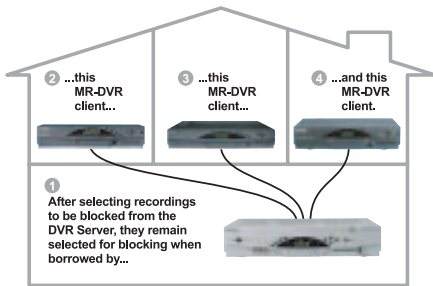 1
After selecting recordings
to be blocked from the
DVR Server, they remain
selected for blocking when
borrowed by...
2 ...this
MR-DVR
client...
3 ...this
MR-DVR
client...
4 ...and this
MR-DVR
client.